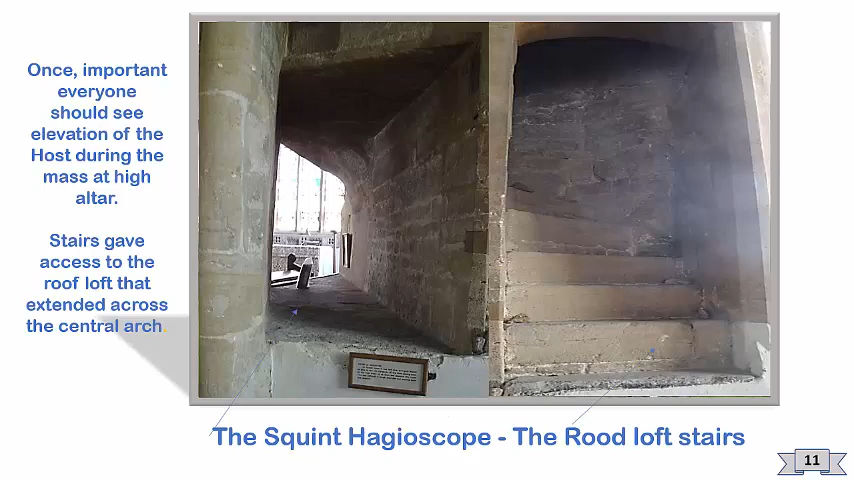 Once, important
everyone
should see
elevation of the
Host during the
mass at high
altar.
Stairs gave
access to the
roof loft that
extended across
the central arch.
The Squint Hagioscope - The Rood loft stairs
11